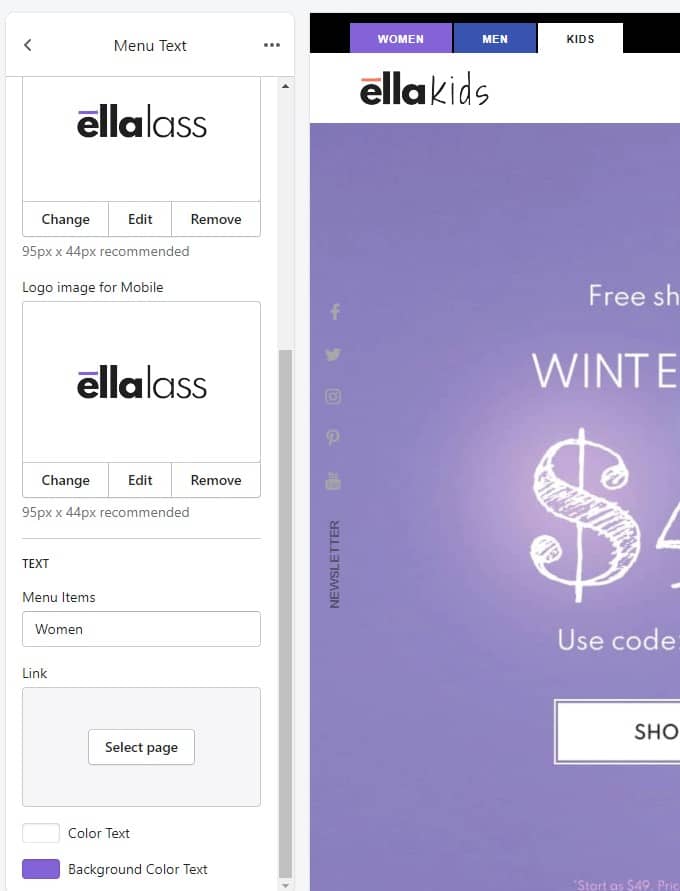 Menu Text
ellalass
Change Edit Remove
95px x 44px recommended
Logo image for Mobile
ellalass
Change Edit Remove
95px x 44px recommended
TEXT
Menu Items
Women
Link
Select page
Color Text
Background Color Text
WOMEN MEN KIDS
ellakids
Free sh
WINTE
$4
Use code:
SHO
*Start as $49. Pric
NEWSLETTER